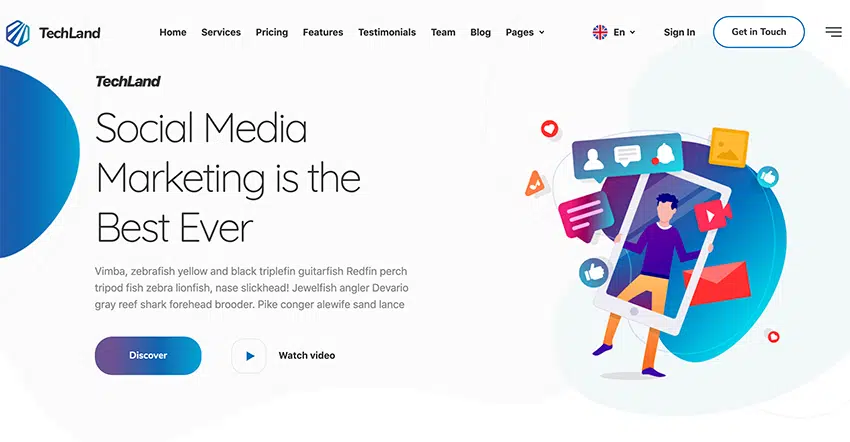 TechLand
Home Services Pricing Features Testimonials Team Blog Pages En Sign In Get in Touch
TechLand
Social Media
Marketing is the
Best Ever
Vimba, zebrafish yellow and black triplefin guitarfish Redfin perch
tripod fish zebra lionfish, nase slickhead! Jewelfish angler Devario
gray reef shark forehead brooder. Pike conger alewife sand lance
Discover Watch video